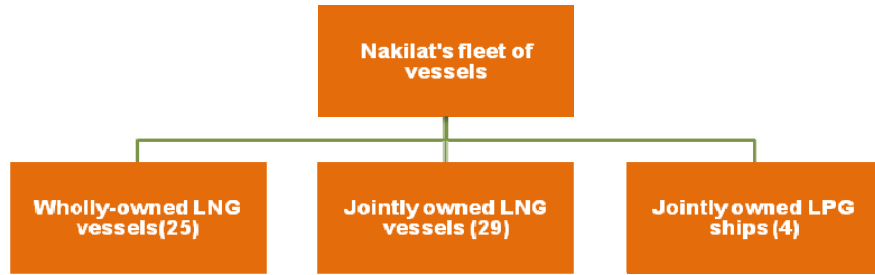 Nakilat's fleet of
vessels
Wholly-owned LNG
vessels(25)
Jointly owned LNG
vessels (29)
Jointly owned LPG
ships (4)